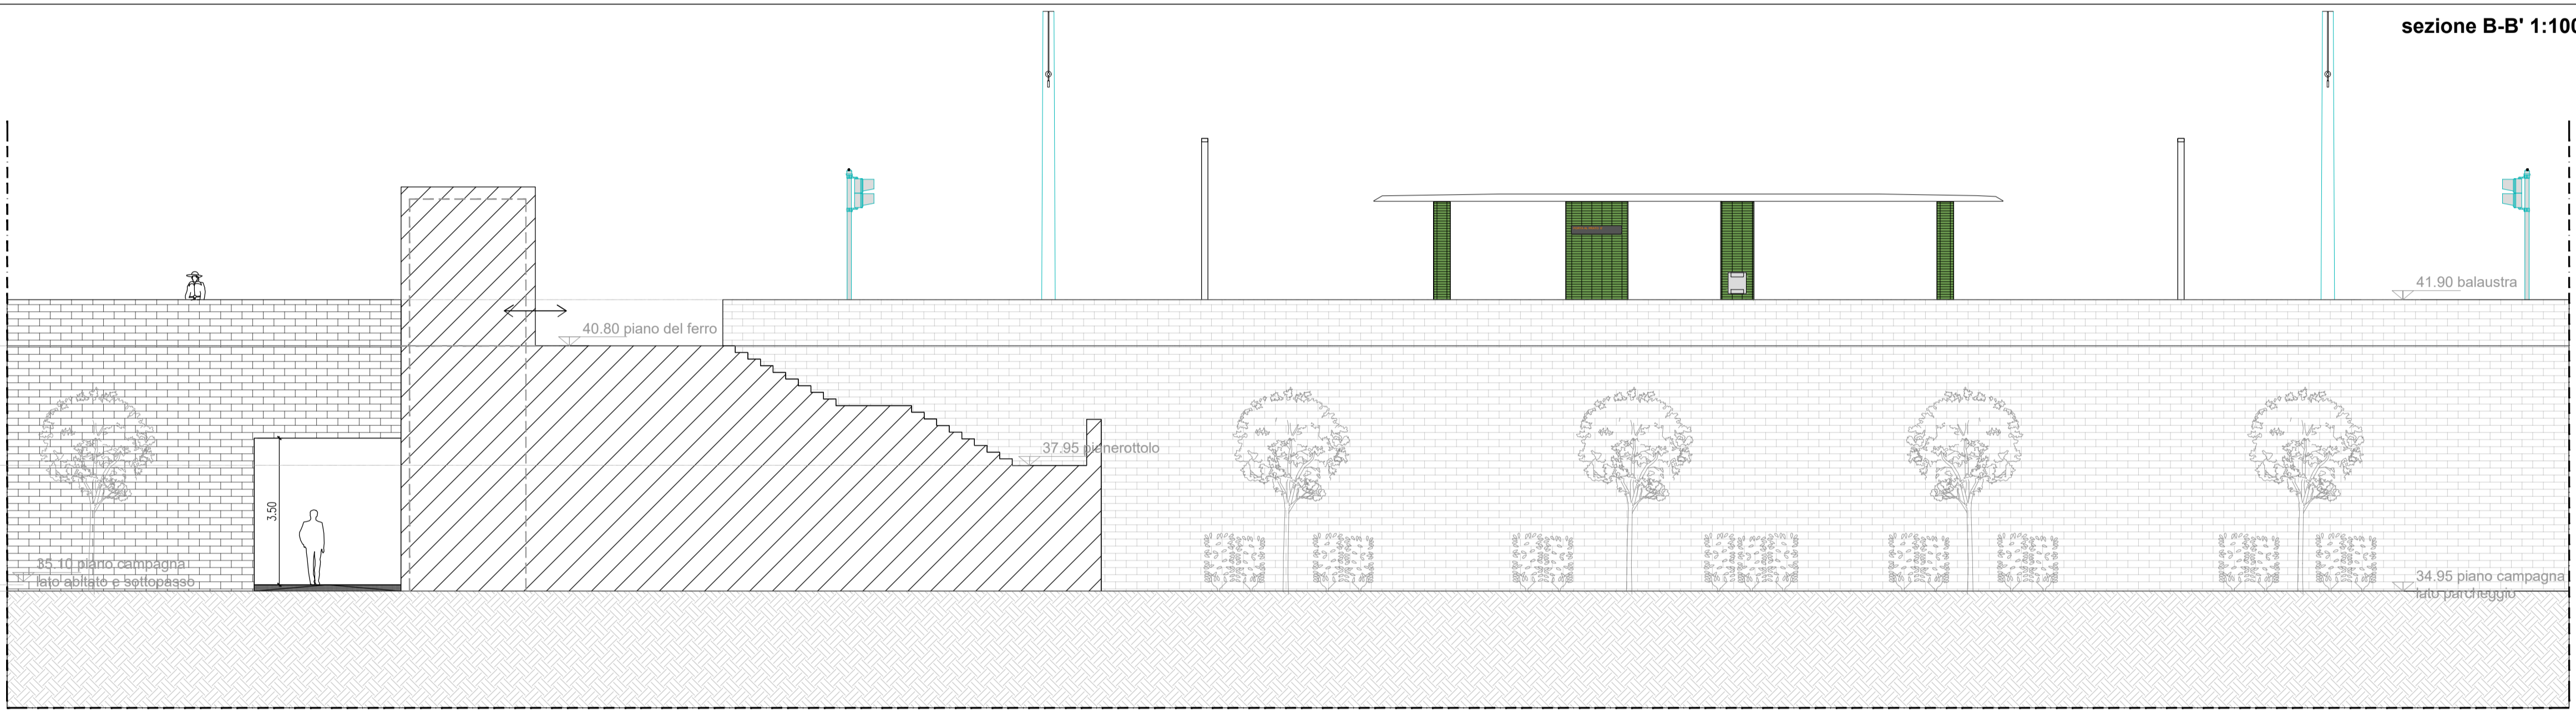 sezione B-B' 1:100
41.90 balaustra
40.80 piano del ferro
37.95 pianerottolo
3.50
35.10 piano campagna
lato abitato e sottopasso
34.95 piano campagna
lato parcheggio